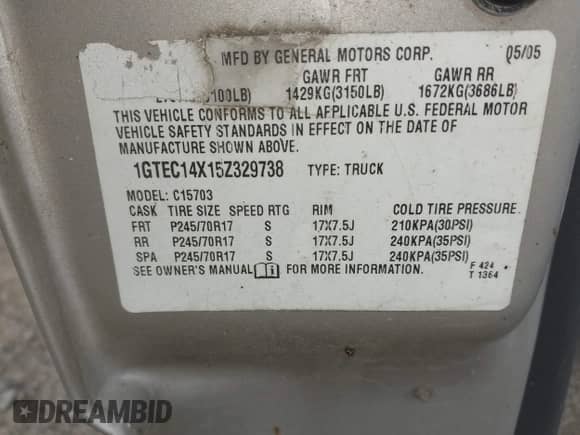 MFD BY GENERAL MOTORS CORP. 05/05
GAWR FRT GAWR RR
100LB) 1429KG(3150LB) 1672KG(3686LB)
THIS VEHICLE CONFORMS TO ALL APPLICABLE U.S. FEDERAL MOTOR
VEHICLE SAFETY STANDARDS IN EFFECT ON THE DATE OF
MANUFACTURE SHOWN ABOVE.
1GTEC14X15Z329738 TYPE: TRUCK
MODEL: C15703
CASK TIRE SIZE SPEED RTG RIM COLD TIRE PRESSURE
FRT P245/70R17 S 17X7.5J 210KPA(30PSI)
RR P245/70R17 S 17X7.5J 240KPA(35PSI)
SPA P245/70R17 S 17X7.5J 240KPA(35PSI)
SEE OWNER'S MANUAL FOR MORE INFORMATION.
F 424
T 1364
DREAMBID